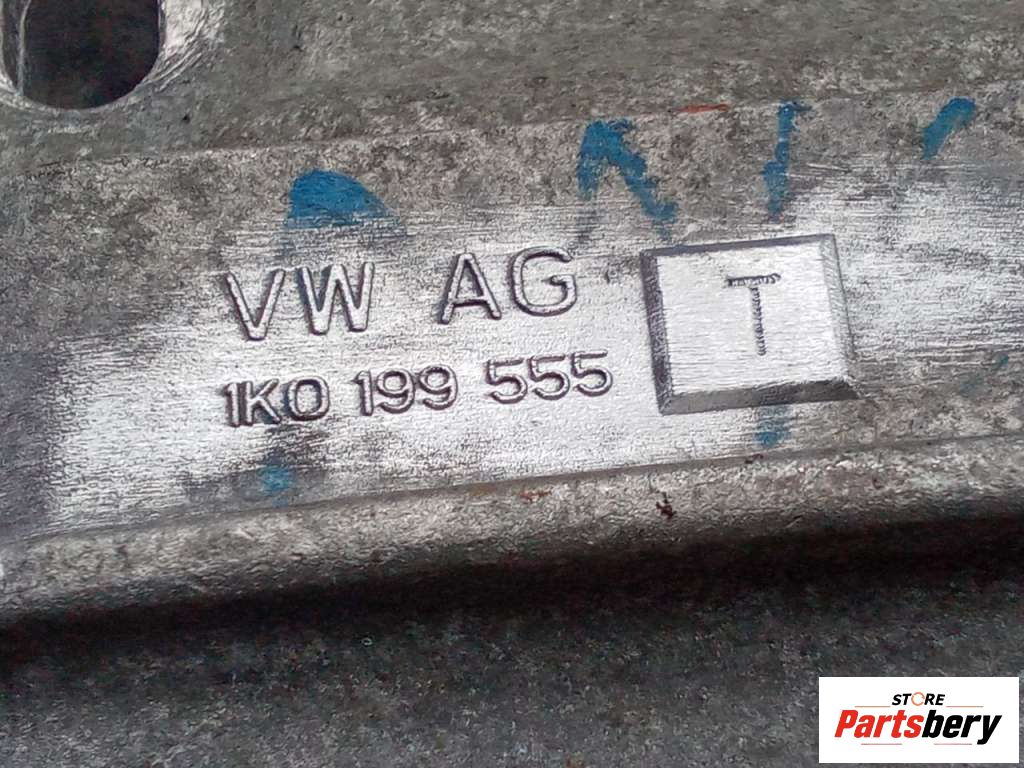 VW AG
T
1K0 199 555
STORE
Partsbery